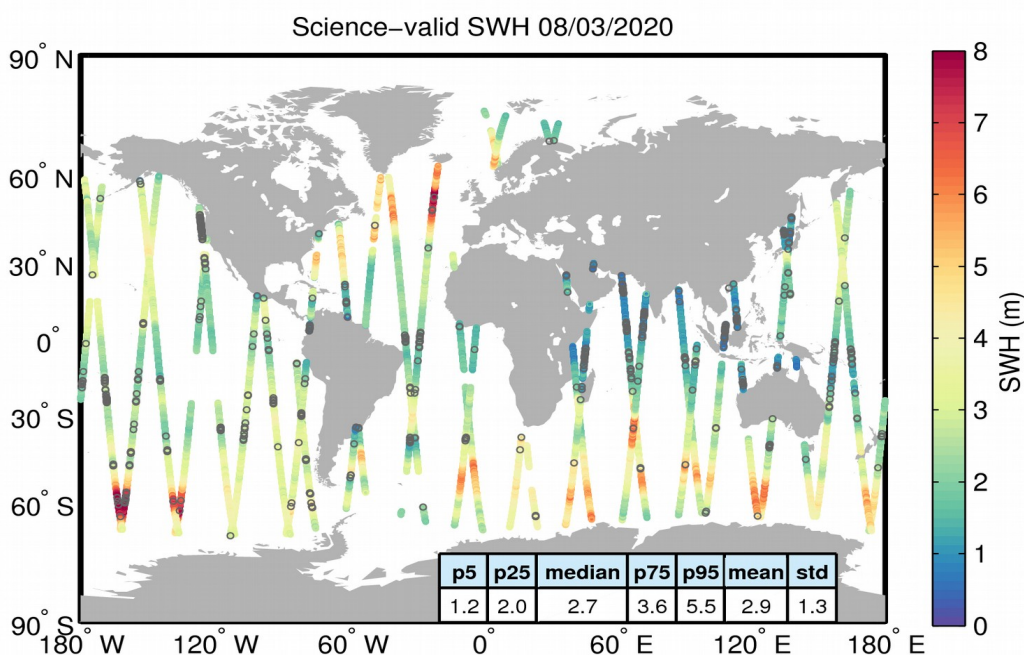 Science−valid SWH 08/03/2020
90° N
60° N
30° N
0°
30° S
60° S
90° S
180° W
120° W
60° W
0°
60° E
120° E
180° E
p5 p25 median p75 p95 mean std
1.2 2.0 2.7 3.6 5.5 2.9 1.3
8
7
6
5
4
3
2
1
0
SWH (m)